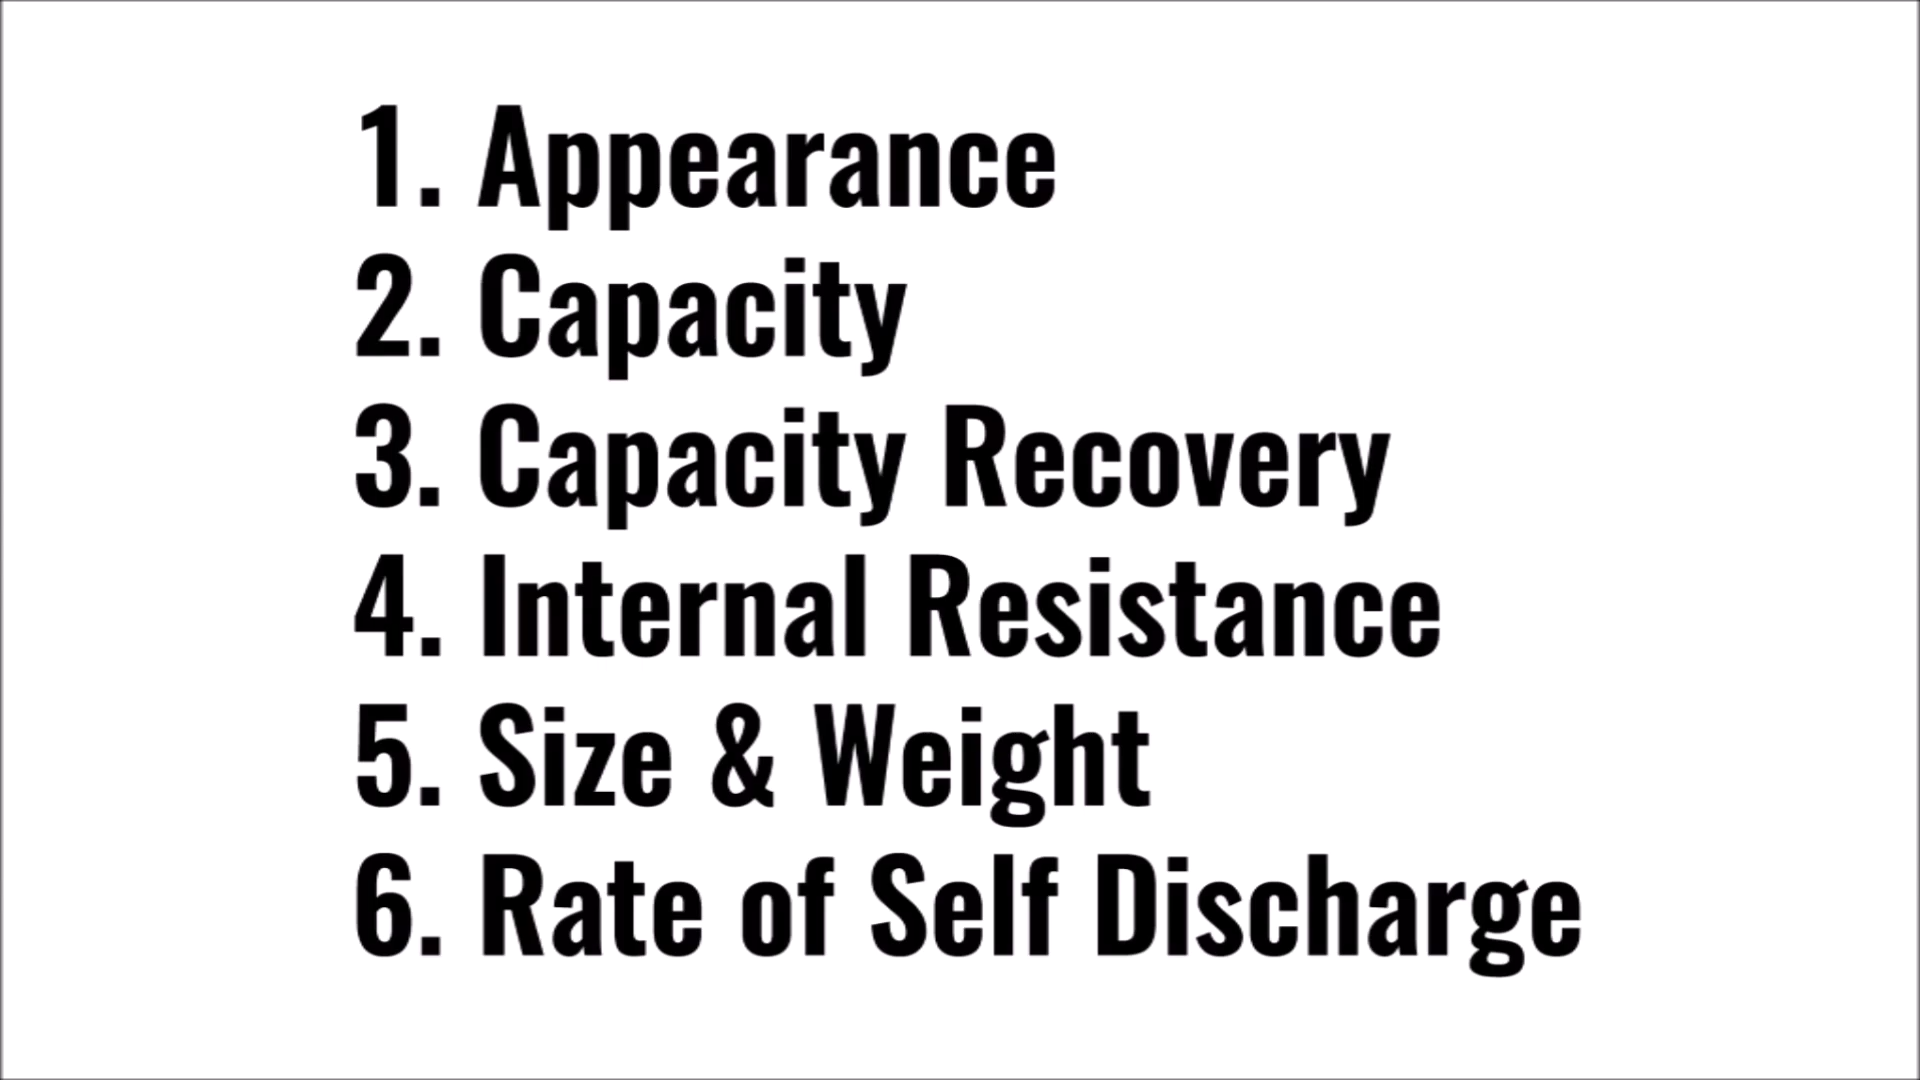 1. Appearance
2. Capacity
3. Capacity Recovery
4. Internal Resistance
5. Size & Weight
6. Rate of Self Discharge